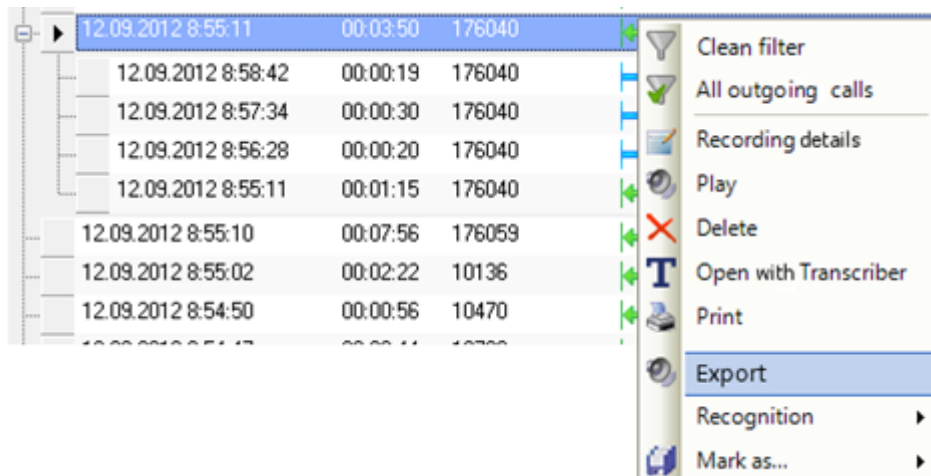 12.09.2012 8:55:11 00:03:50 176040
12.09.2012 8:58:42 00:00:19 176040
12.09.2012 8:57:34 00:00:30 176040
12.09.2012 8:56:28 00:00:20 176040
12.09.2012 8:55:11 00:01:15 176040
12.09.2012 8:55:10 00:07:56 176059
12.09.2012 8:55:02 00:02:22 10136
12.09.2012 8:54:50 00:00:56 10470
Clean filter
All outgoing calls
Recording details
Play
Delete
Open with Transcriber
Print
Export
Recognition
Mark as...